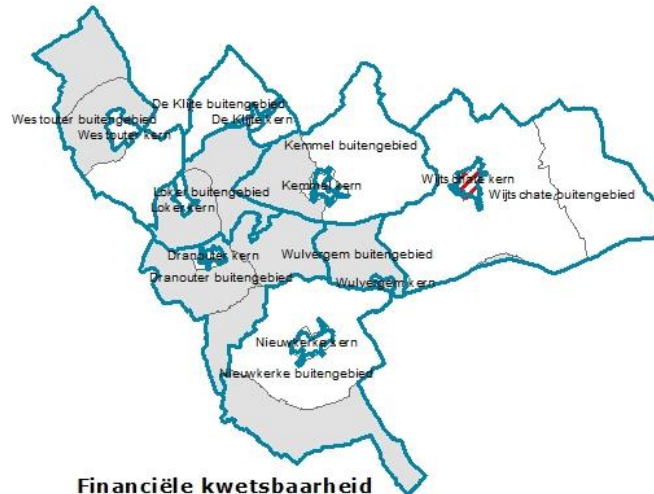 De Klijte buitengebied
Westouter buitengebied
De Klijte kern
Westouter kern
Kemmel buitengebied
Loker buitengebied
Kemmel kern
Wijtschate kern
Wijtschate buitengebied
Loker kern
Dranouter kern
Wulvergem buitengebied
Dranouter buitengebied
Wulvergem kern
Nieuwkerke kern
Nieuwkerke buitengebied
Financiële kwetsbaarheid